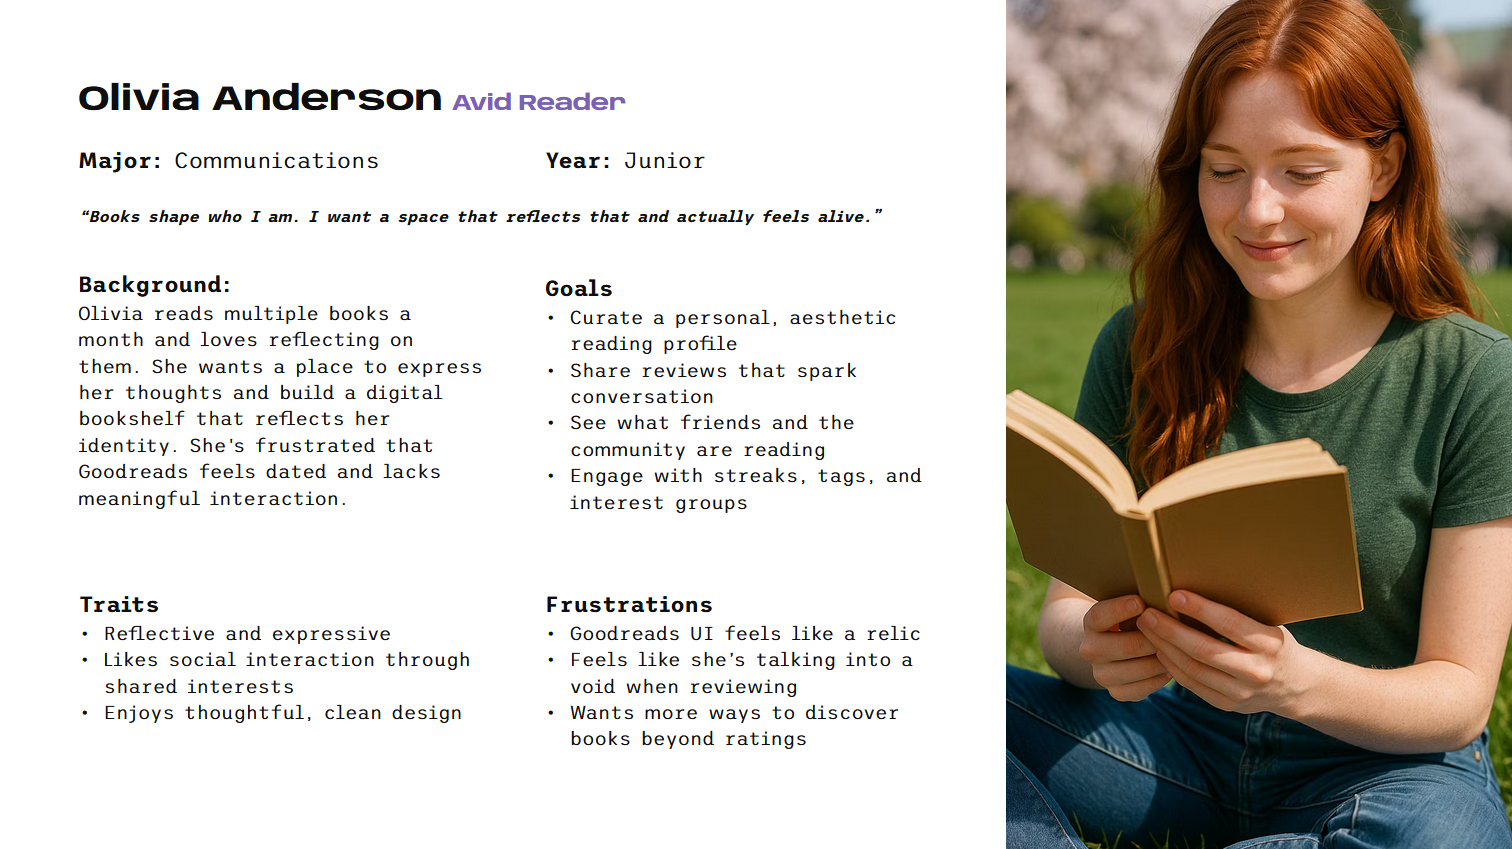 Olivia Anderson Avid Reader
Major: Communications
Year: Junior
“Books shape who I am. I want a space that reflects that and actually feels alive.”
Background:
Olivia reads multiple books a
month and loves reflecting on
them. She wants a place to express
her thoughts and build a digital
bookshelf that reflects her
identity. She's frustrated that
Goodreads feels dated and lacks
meaningful interaction.
Goals
• Curate a personal, aesthetic
reading profile
• Share reviews that spark
conversation
• See what friends and the
community are reading
• Engage with streaks, tags, and
interest groups
Traits
• Reflective and expressive
• Likes social interaction through
shared interests
• Enjoys thoughtful, clean design
Frustrations
• Goodreads UI feels like a relic
• Feels like she’s talking into a
void when reviewing
• Wants more ways to discover
books beyond ratings